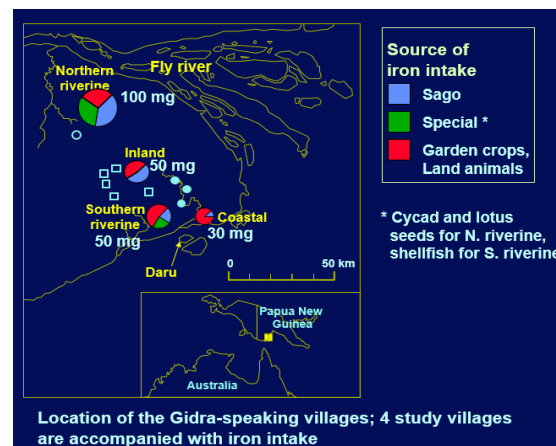 Northern
riverine
Fly river
100 mg
Inland
50 mg
Southern
riverine
50 mg
Coastal
30 mg
Daru
0
50 km
Papua New
Guinea
Australia
Source of
iron intake
Sago
Special *
Garden crops,
Land animals
* Cycad and lotus
seeds for N. riverine,
shellfish for S. riverine
Location of the Gidra-speaking villages; 4 study villages
are accompanied with iron intake